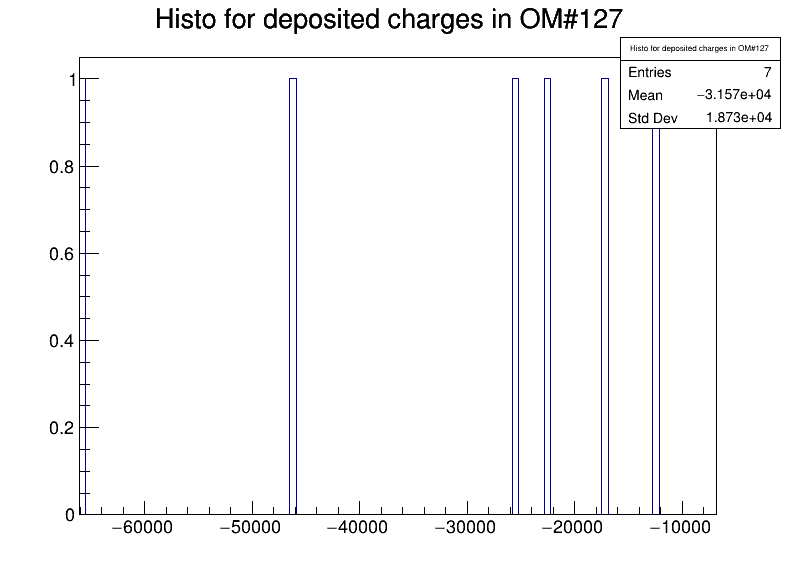 Histo for deposited charges in OM#127
Histo for deposited charges in OM#127
Entries 7
Mean −3.157e+04
Std Dev 1.873e+04
1
0.8
0.6
0.4
0.2
0
−60000 −50000 −40000 −30000 −20000 −10000